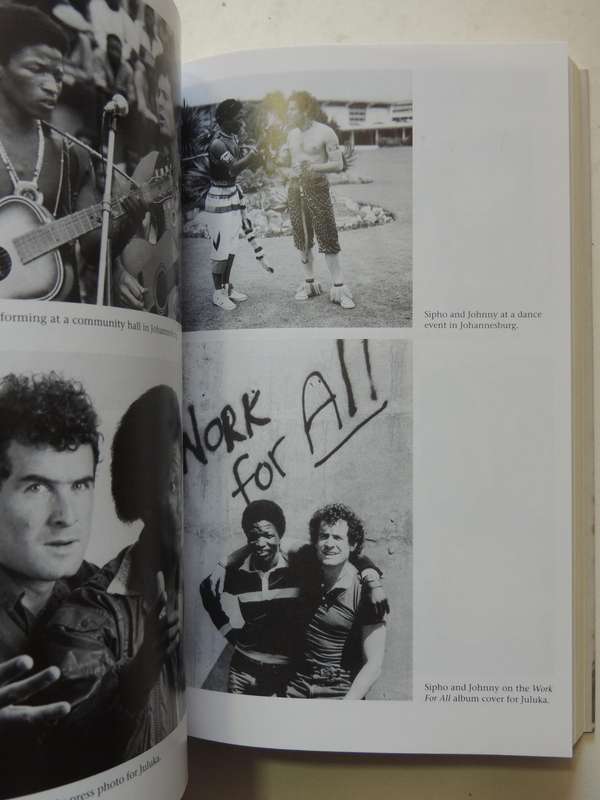 forming at a community hall in Johannesburg.
press photo for Juluka.
Sipho and Johnny at a dance
event in Johannesburg.
Work
for All
Sipho and Johnny on the Work
For All album cover for Juluka.